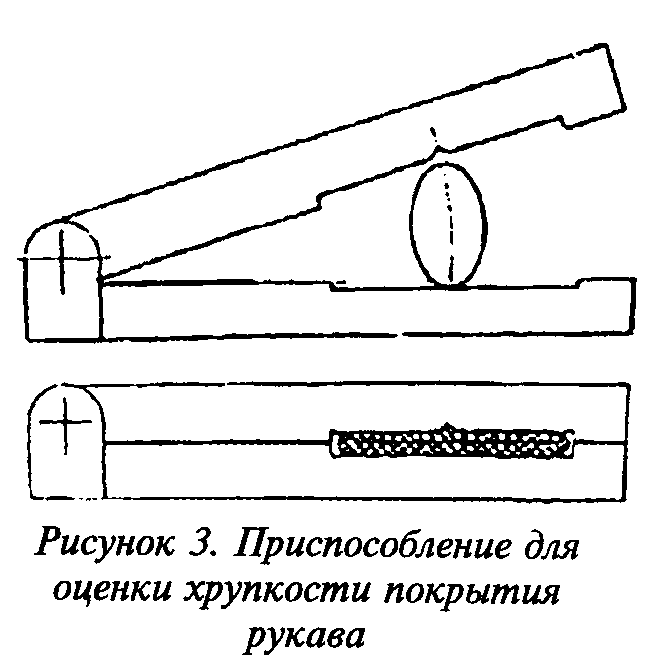 Рисунок 3. Приспособление для
оценки хрупкости покрытия
рукава